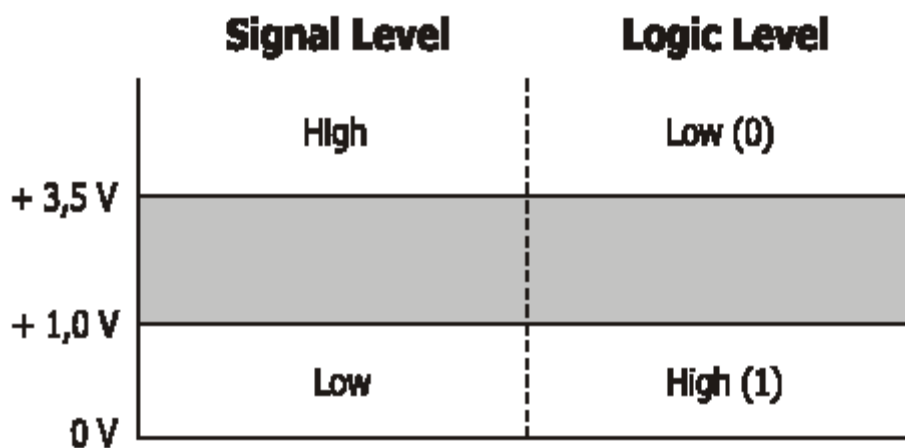 Signal Level Logic Level
High Low (0)
+ 3,5 V
+ 1,0 V
Low High (1)
0 V